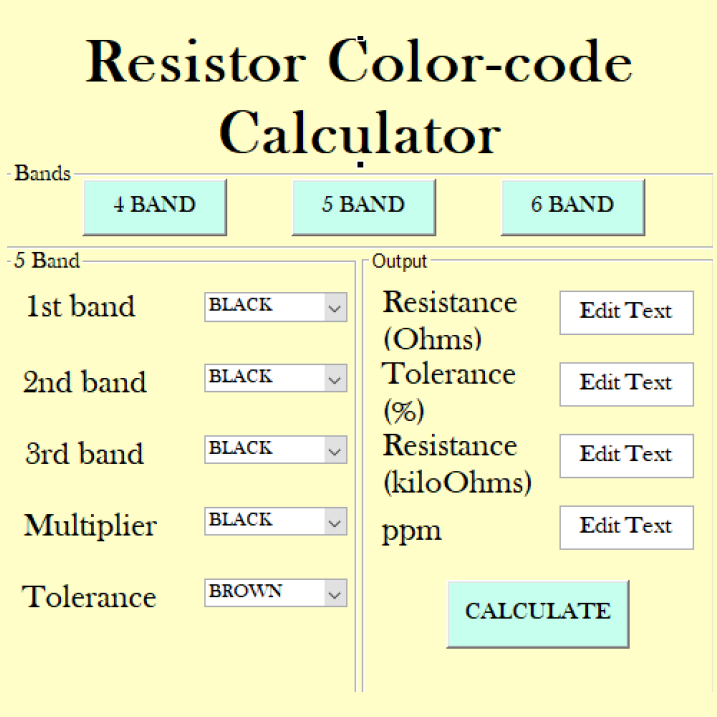 Resistor Color-code
Calculator
Bands
4 BAND
5 BAND
6 BAND
5 Band
1st band
BLACK
2nd band
BLACK
3rd band
BLACK
Multiplier
BLACK
Tolerance
BROWN
Output
Resistance
(Ohms)
Edit Text
Tolerance
(%)
Edit Text
Resistance
(kiloOhms)
Edit Text
ppm
Edit Text
CALCULATE